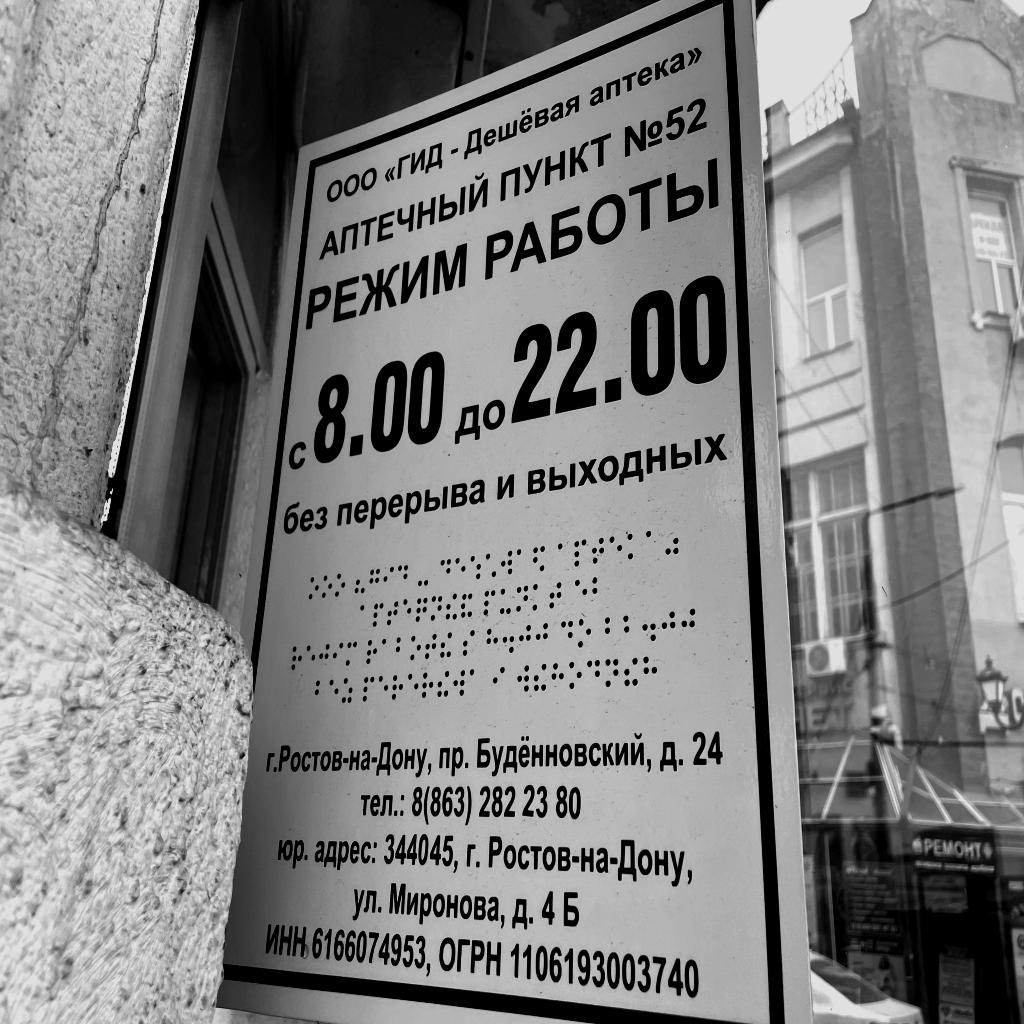 ООО «ГИД - Дешёвая аптека»
АПТЕЧНЫЙ ПУНКТ №52
РЕЖИМ РАБОТЫ
с 8.00 до 22.00
без перерыва и выходных
г.Ростов-на-Дону, пр. Будённовский, д. 24
тел.: 8(863) 282 23 80
юр. адрес: 344045, г. Ростов-на-Дону,
ул. Миронова, д. 4 Б
ИНН 6166074953, ОГРН 1106193003740
РЕМОНТ